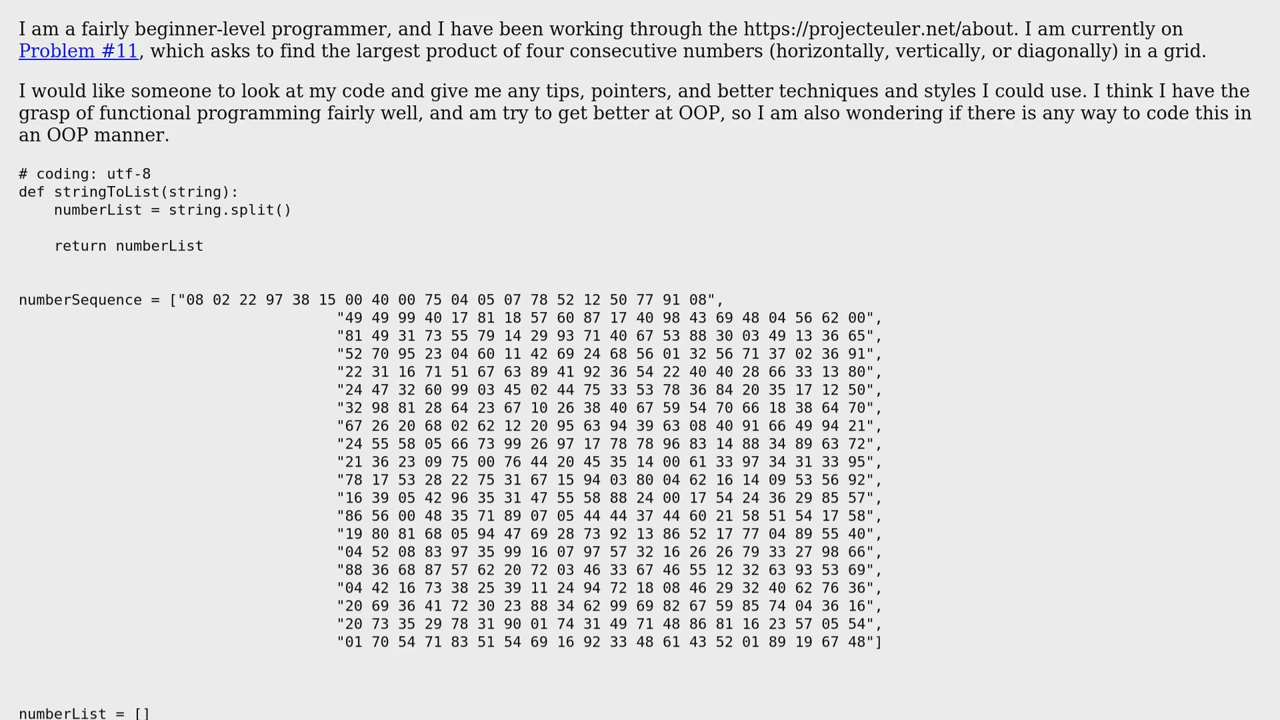 I am a fairly beginner-level programmer, and I have been working through the https://projecteuler.net/about. I am currently on
Problem #11, which asks to find the largest product of four consecutive numbers (horizontally, vertically, or diagonally) in a grid.
I would like someone to look at my code and give me any tips, pointers, and better techniques and styles I could use. I think I have the
grasp of functional programming fairly well, and am try to get better at OOP, so I am also wondering if there is any way to code this in
an OOP manner.
# coding: utf-8
def stringToList(string):
    numberList = string.split()
    return numberList
numberSequence = ["08 02 22 97 38 15 00 40 00 75 04 05 07 78 52 12 50 77 91 08",
"49 49 99 40 17 81 18 57 60 87 17 40 98 43 69 48 04 56 62 00",
"81 49 31 73 55 79 14 29 93 71 40 67 53 88 30 03 49 13 36 65",
"52 70 95 23 04 60 11 42 69 24 68 56 01 32 56 71 37 02 36 91",
"22 31 16 71 51 67 63 89 41 92 36 54 22 40 40 28 66 33 13 80",
"24 47 32 60 99 03 45 02 44 75 33 53 78 36 84 20 35 17 12 50",
"32 98 81 28 64 23 67 10 26 38 40 67 59 54 70 66 18 38 64 70",
"67 26 20 68 02 62 12 20 95 63 94 39 63 08 40 91 66 49 94 21",
"24 55 58 05 66 73 99 26 97 17 78 78 96 83 14 88 34 89 63 72",
"21 36 23 09 75 00 76 44 20 45 35 14 00 61 33 97 34 31 33 95",
"78 17 53 28 22 75 31 67 15 94 03 80 04 62 16 14 09 53 56 92",
"16 39 05 42 96 35 31 47 55 58 88 24 00 17 54 24 36 29 85 57",
"86 56 00 48 35 71 89 07 05 44 44 37 44 60 21 58 51 54 17 58",
"19 80 81 68 05 94 47 69 28 73 92 13 86 52 17 77 04 89 55 40",
"04 52 08 83 97 35 99 16 07 97 57 32 16 26 26 79 33 27 98 66",
"88 36 68 87 57 62 20 72 03 46 33 67 46 55 12 32 63 93 53 69",
"04 42 16 73 38 25 39 11 24 94 72 18 08 46 29 32 40 62 76 36",
"20 69 36 41 72 30 23 88 34 62 99 69 82 67 59 85 74 04 36 16",
"20 73 35 29 78 31 90 01 74 31 49 71 48 86 81 16 23 57 05 54",
"01 70 54 71 83 51 54 69 16 92 33 48 61 43 52 01 89 19 67 48"]
numberList = []